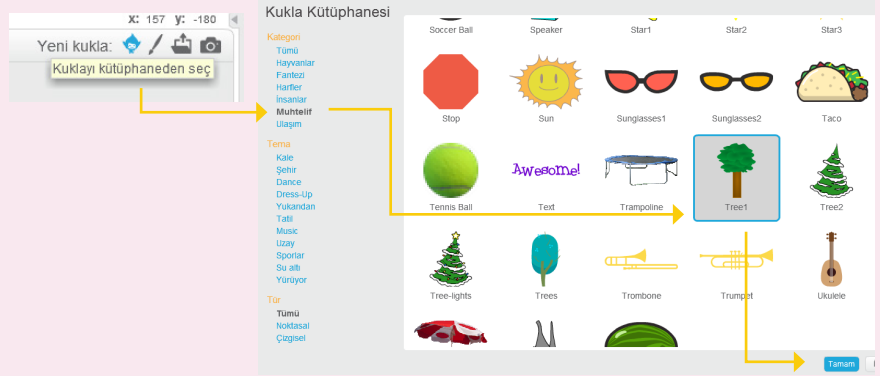 x: 157 y: -180
Yeni kukla:
Kuklayı kütüphaneden seç
Kukla Kütüphanesi
Kategori
Tümü
Hayvanlar
Fantezi
Harfler
İnsanlar
Muhtelif
Ulaşım
Tema
Kale
Şehir
Dance
Dress-Up
Yukarıdan
Tatil
Music
Uzay
Sporlar
Su altı
Yürüyor
Tür
Tümü
Noktasal
Çizgisel
Soccer Ball Speaker Star1 Star2 Star3
Stop Sun Sunglasses1 Sunglasses2 Taco
Awesome!
Tennis Ball Text Trampoline Tree1 Tree2
Tree-lights Trees Trombone Trumpet Ukulele
Tamam